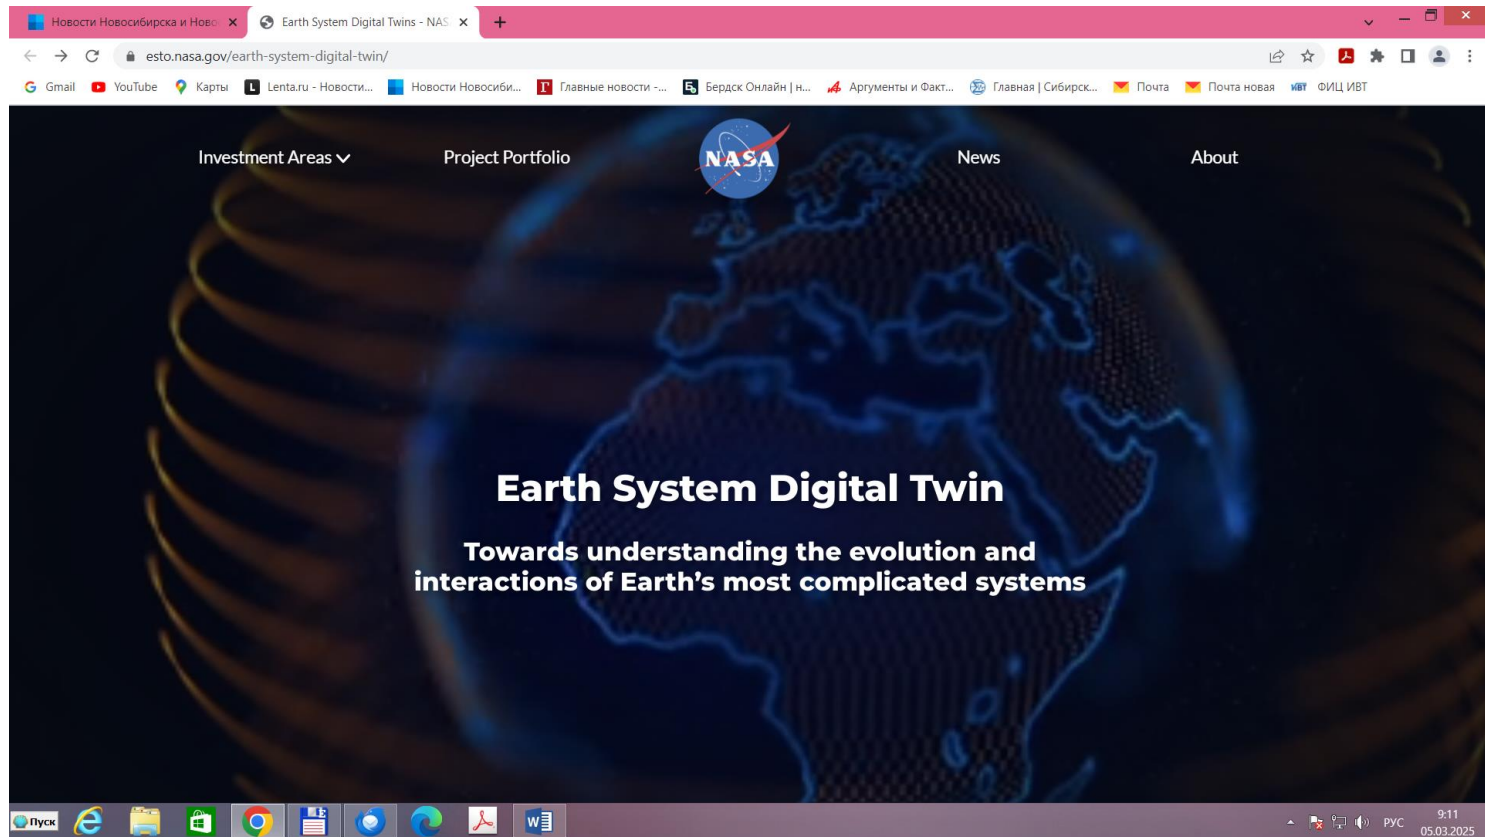 Новости Новосибирска и Ново
Earth System Digital Twins - NAS
esto.nasa.gov/earth-system-digital-twin/
Gmail
YouTube
Карты
Lenta.ru - Новости...
Новости Новосиби...
Главные новости -...
Бердск Онлайн | н...
Аргументы и Факт...
Главная | Сибирск...
Почта
Почта новая
ФИЦ ИВТ
Investment Areas
Project Portfolio
NASA
News
About
Earth System Digital Twin
Towards understanding the evolution and
interactions of Earth’s most complicated systems
Пуск
РУС
9:11
05.03.2025